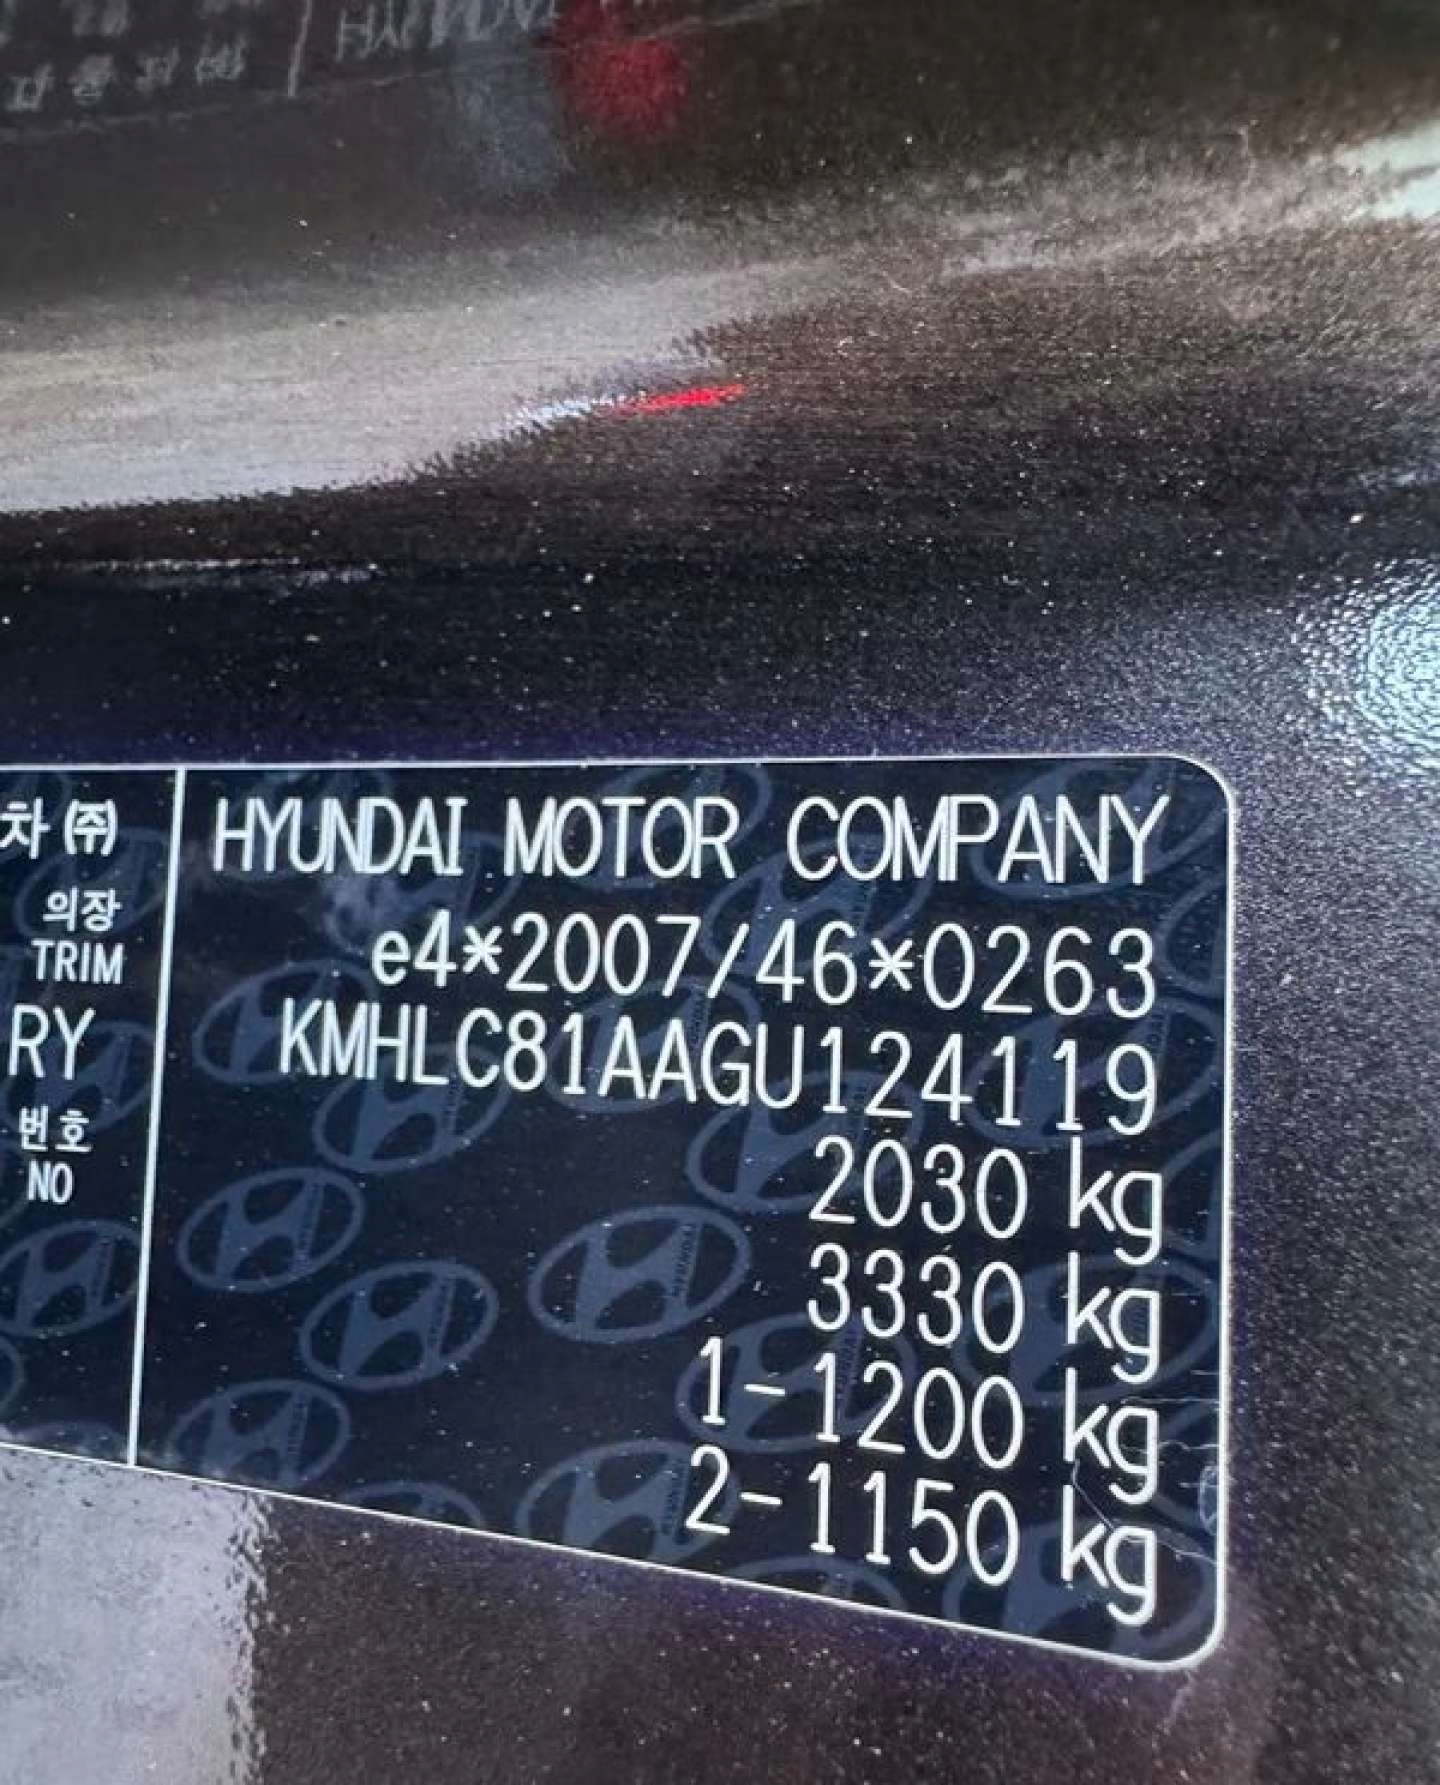 차 ㈜
의장
TRIM
RY
번호
NO
HYUNDAI MOTOR COMPANY
e4*2007/46*0263
KMHLC81AAGU124119
2030 kg
3330 kg
1-1200 kg
2-1150 kg